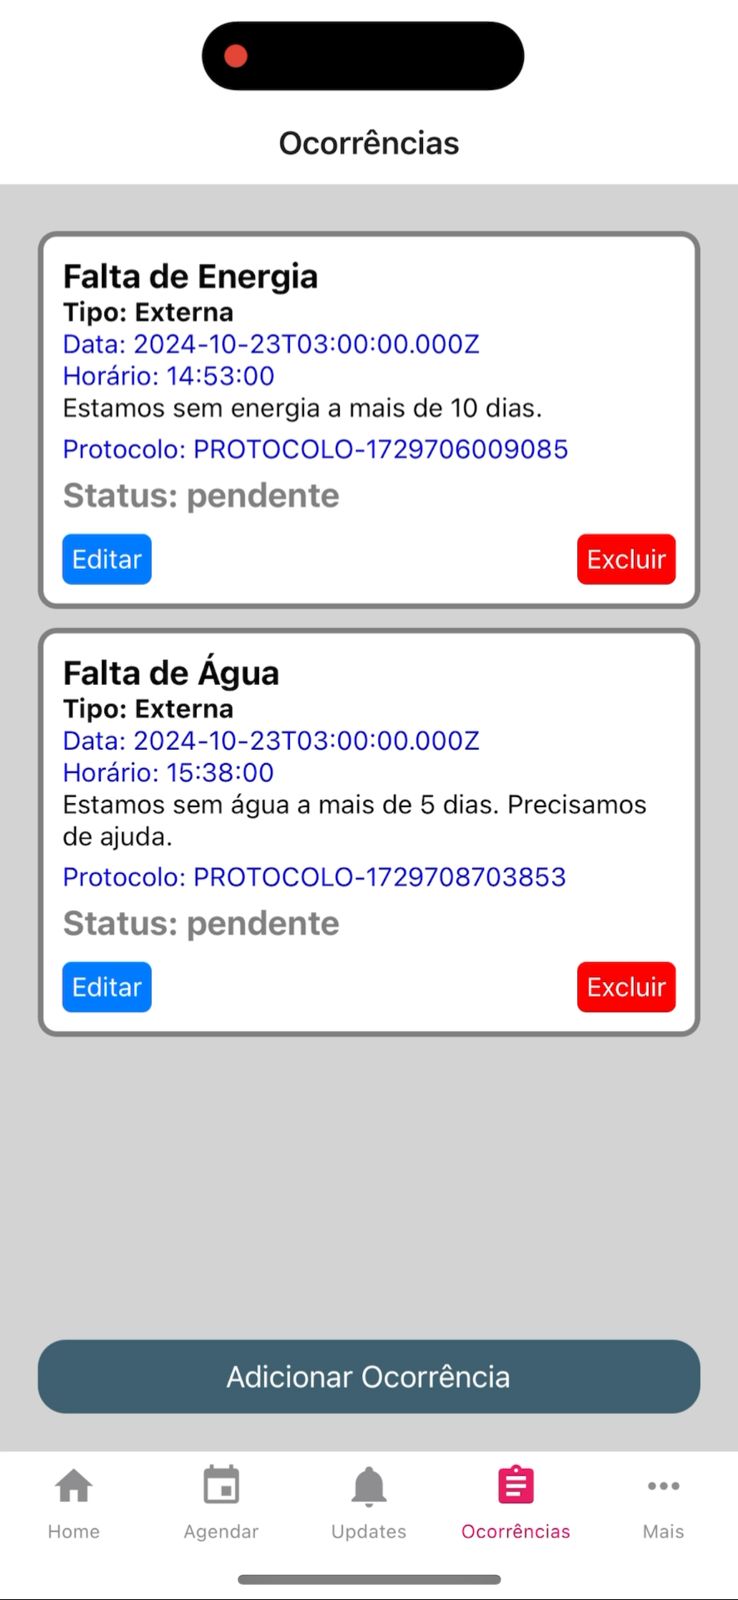 Ocorrências
Falta de Energia
Tipo: Externa
Data: 2024-10-23T03:00:00.000Z
Horário: 14:53:00
Estamos sem energia a mais de 10 dias.
Protocolo: PROTOCOLO-1729706009085
Status: pendente
Editar
Excluir
Falta de Água
Tipo: Externa
Data: 2024-10-23T03:00:00.000Z
Horário: 15:38:00
Estamos sem água a mais de 5 dias. Precisamos
de ajuda.
Protocolo: PROTOCOLO-1729708703853
Status: pendente
Editar
Excluir
Adicionar Ocorrência
Home
Agendar
Updates
Ocorrências
Mais